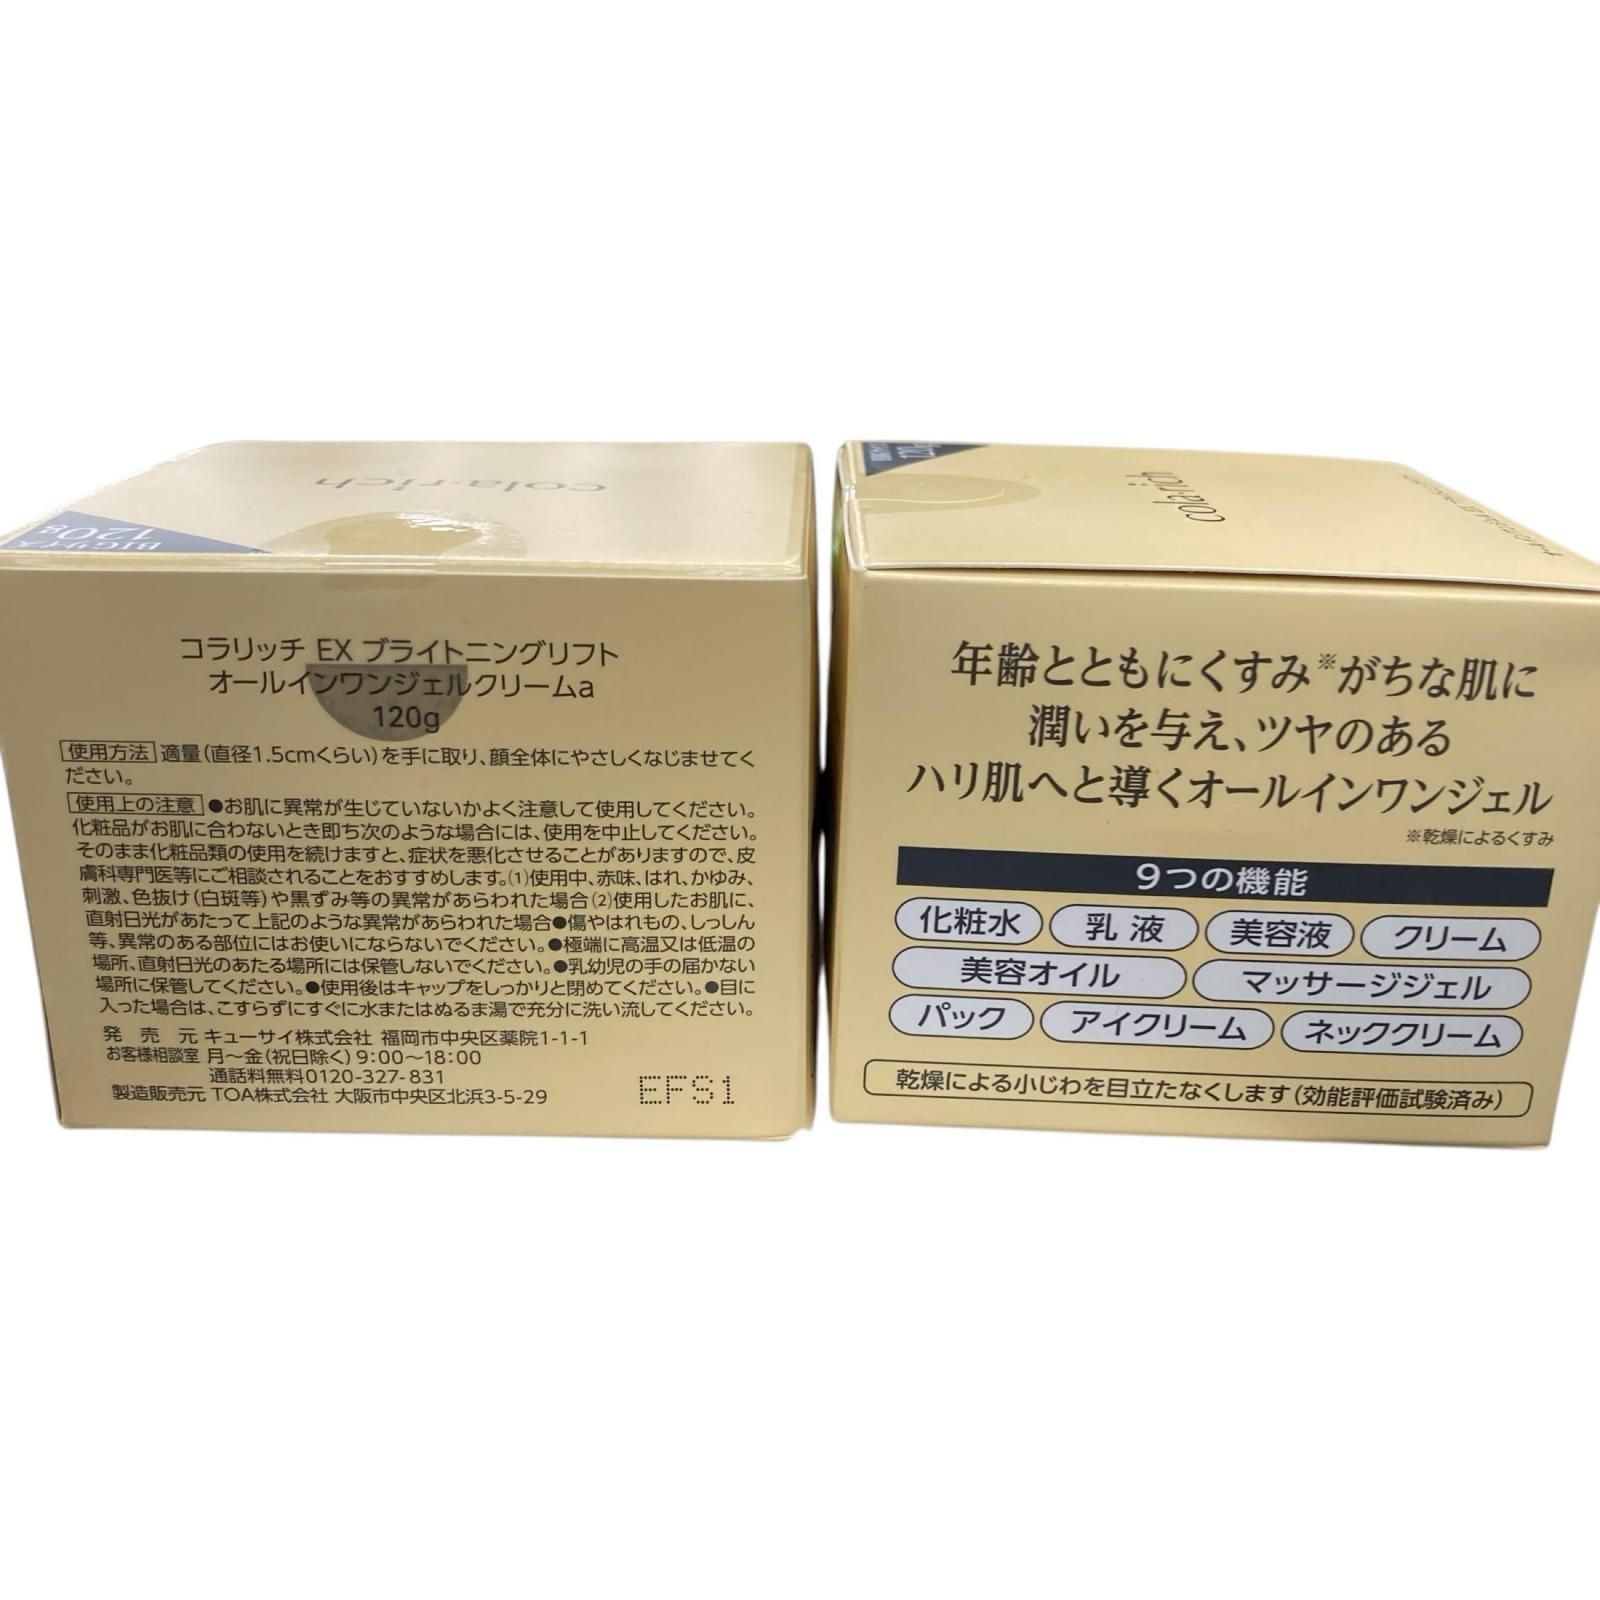 cola·rich
BIGサイズ
120g
コラリッチ EX ブライトニングリフト
オールインワンジェルクリームa
120g
使用方法 適量(直径1.5cmくらい)を手に取り、顔全体にやさしくなじませてく
ださい。
使用上の注意 ●お肌に異常が生じていないかよく注意して使用してください。
化粧品がお肌に合わないとき即ち次のような場合には、使用を中止してください。
そのまま化粧品類の使用を続けますと、症状を悪化させることがありますので、皮
膚科専門医等にご相談されることをおすすめします。(1)使用中、赤味、はれ、かゆみ、
刺激、色抜け(白斑等)や黒ずみ等の異常があらわれた場合(2)使用したお肌に、
直射日光があたって上記のような異常があらわれた場合●傷やはれもの、しっしん
等、異常のある部位にはお使いにならないでください。●極端に高温又は低温の
場所、直射日光のあたる場所には保管しないでください。●乳幼児の手の届かない
場所に保管してください。●使用後はキャップをしっかりと閉めてください。●目に
入った場合は、こすらずにすぐに水またはぬるま湯で充分に洗い流してください。
発売元 キューサイ株式会社 福岡市中央区薬院1-1-1
お客様相談室 月～金(祝日除く) 9:00～18:00
通話料無料0120-327-831
製造販売元 TOA株式会社 大阪市中央区北浜3-5-29
EFS1
cola·rich
年齢とともにくすみ※がちな肌に
潤いを与え、ツヤのある
ハリ肌へと導くオールインワンジェル
※乾燥によるくすみ
9つの機能
化粧水 乳液 美容液 クリーム
美容オイル マッサージジェル
パック アイクリーム ネッククリーム
乾燥による小じわを目立たなくします(効能評価試験済み)